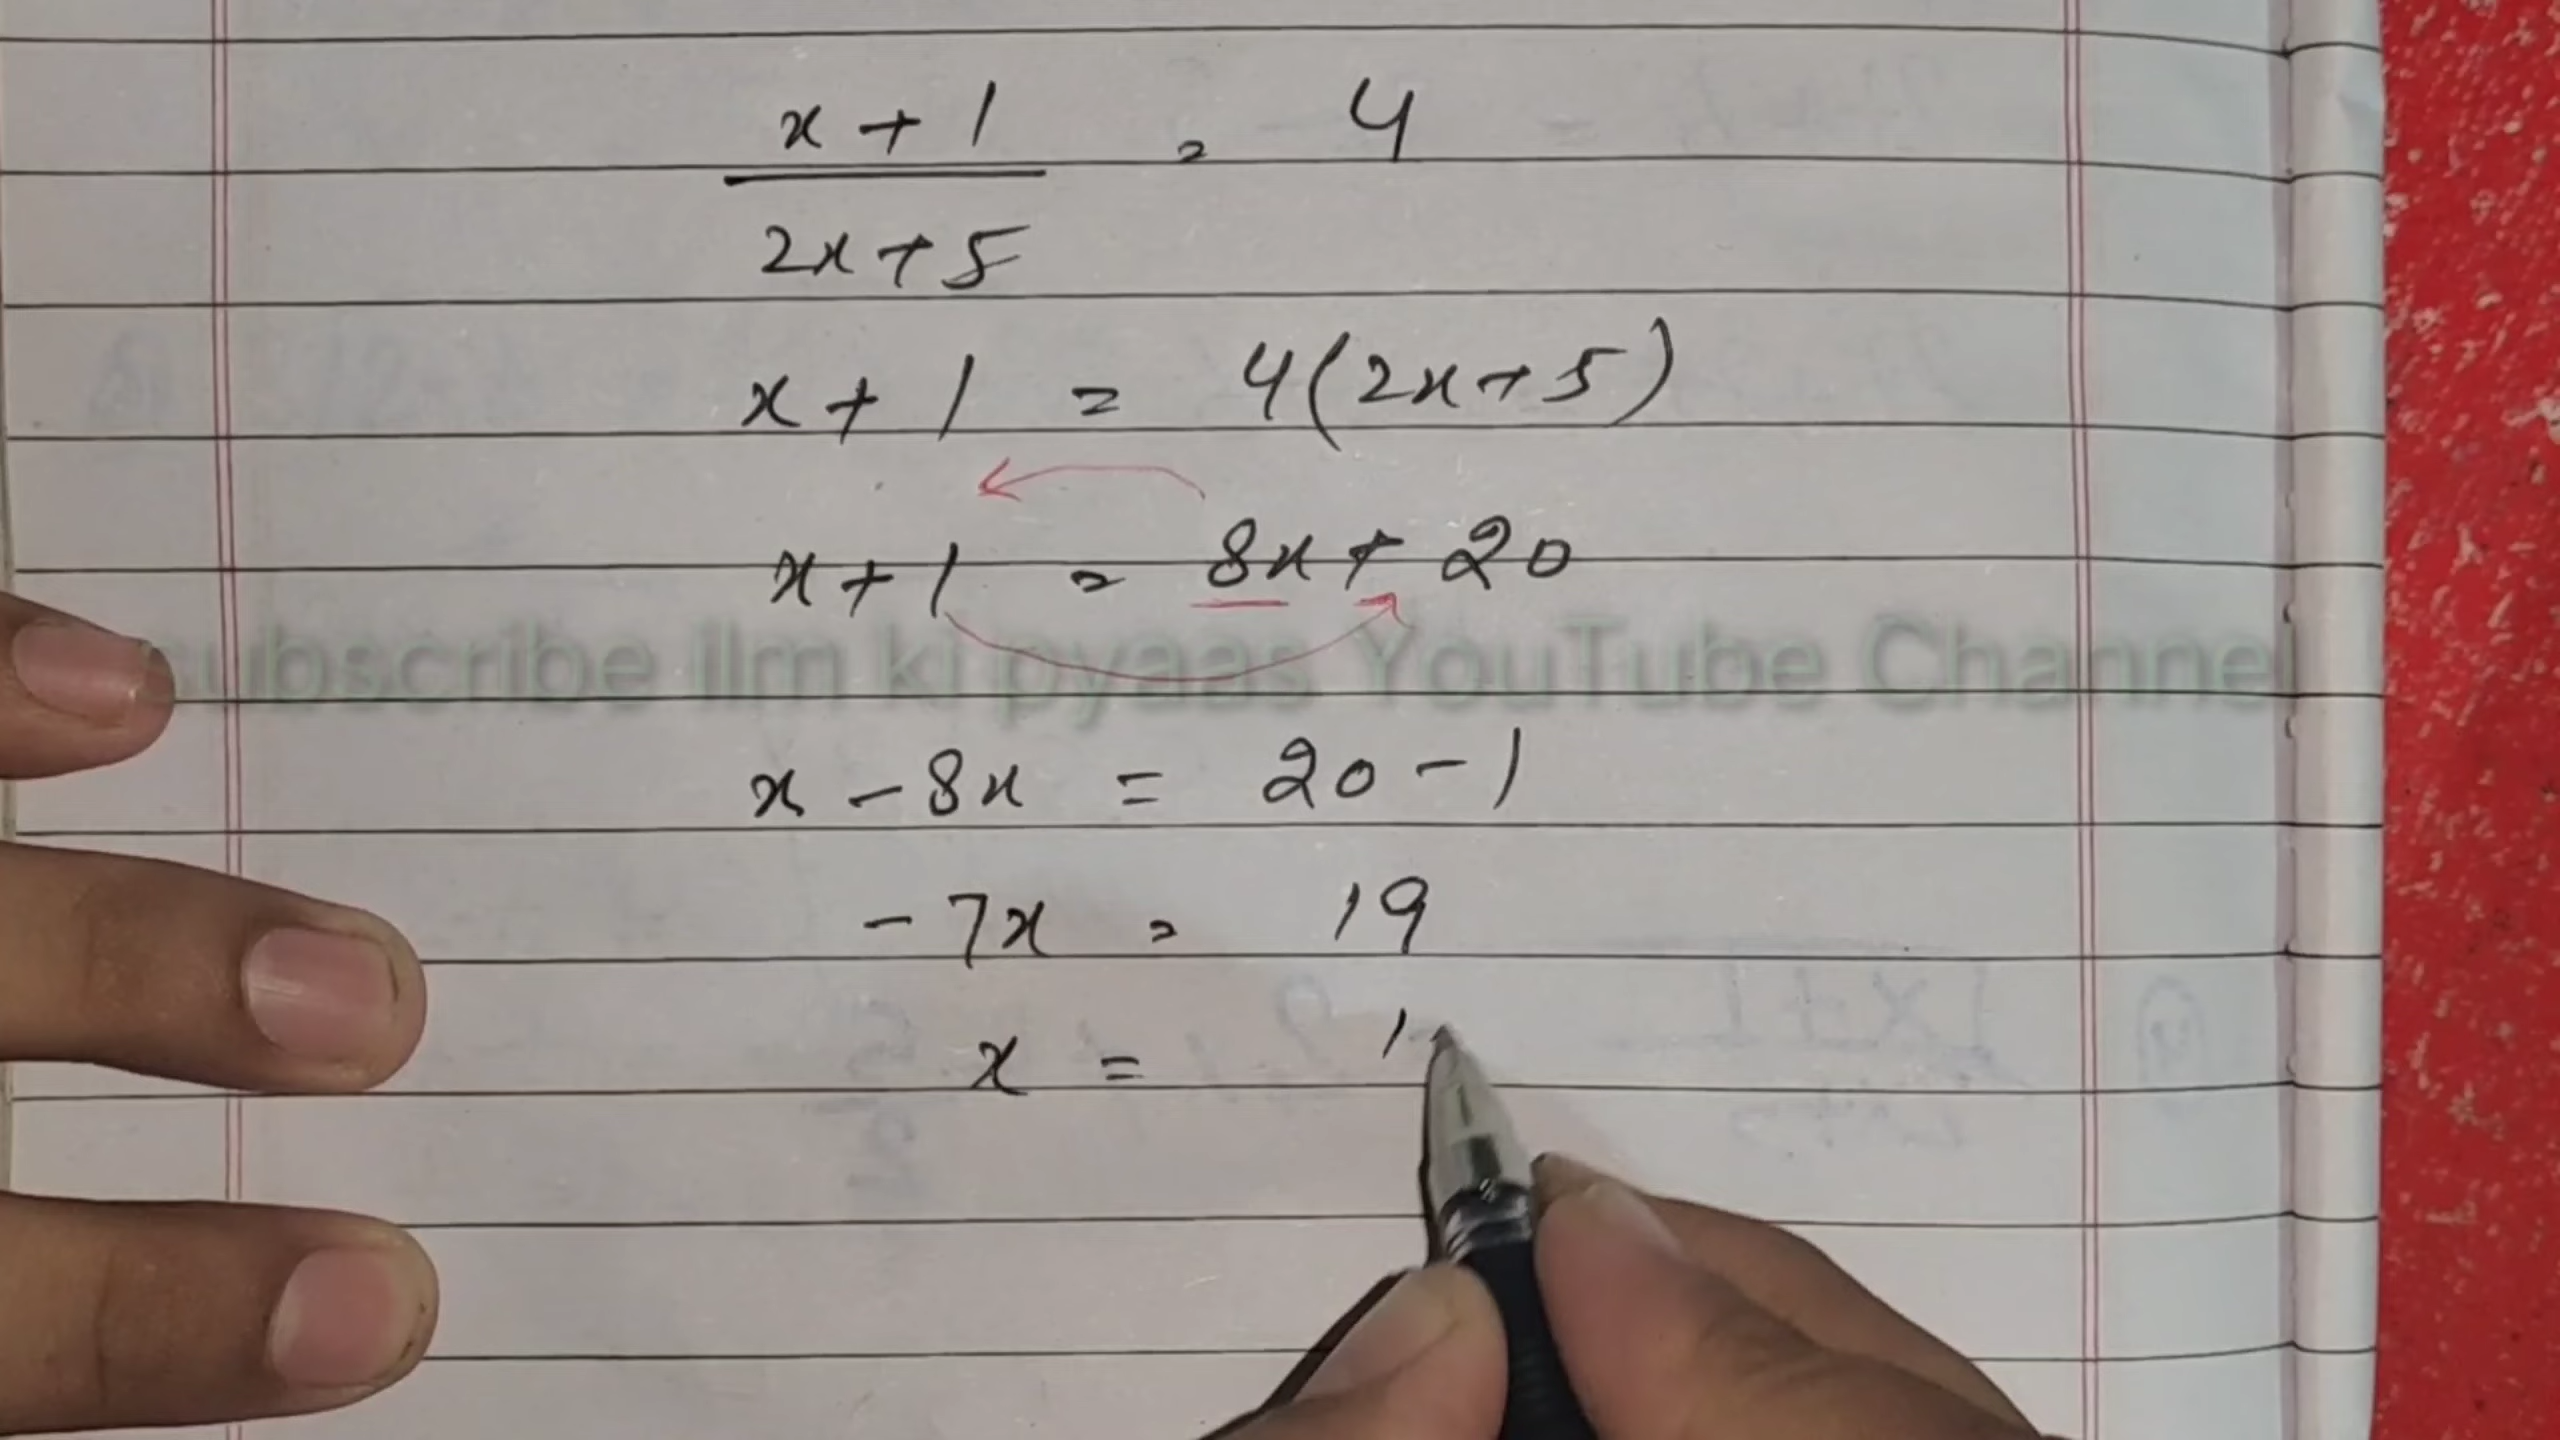 x + 1
= 4
2x + 5
x + 1 = 4(2x + 5)
x + 1 = 8x + 20
subscribe ilm ki pyaas YouTube Channel
x - 8x = 20 - 1
- 7x = 19
x = 1